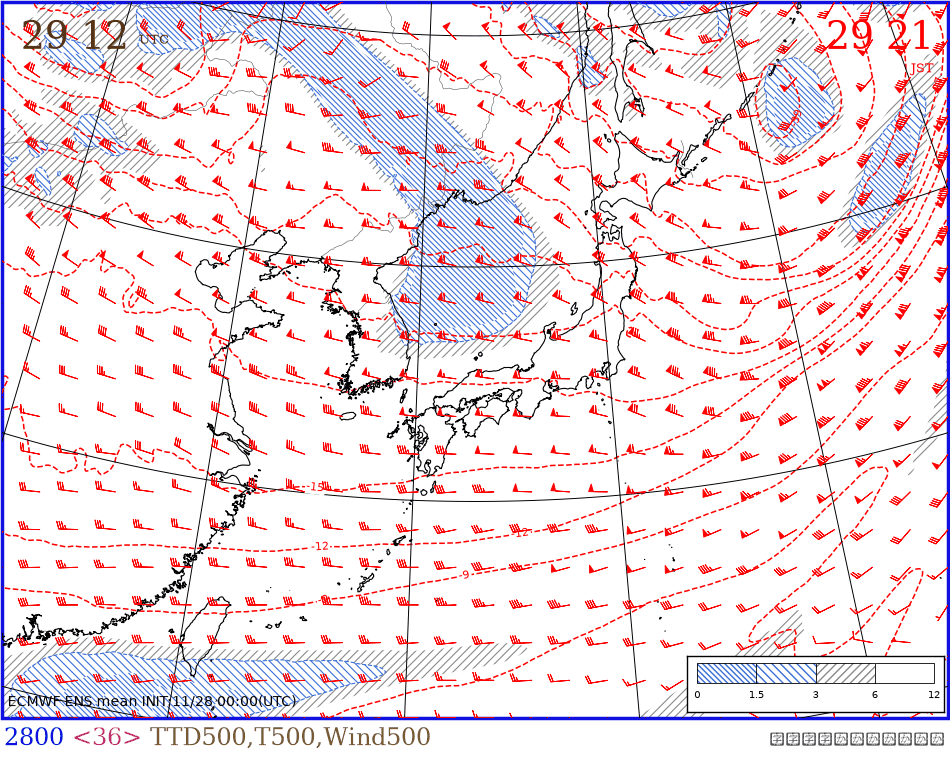 29 12 UTC
29 21
JST
-15
-12
-12
-9
-9
ECMWF ENS mean INIT:11/28 00:00(UTC)
0 1.5 3 6 12
2800 <36> TTD500,T500,Wind500